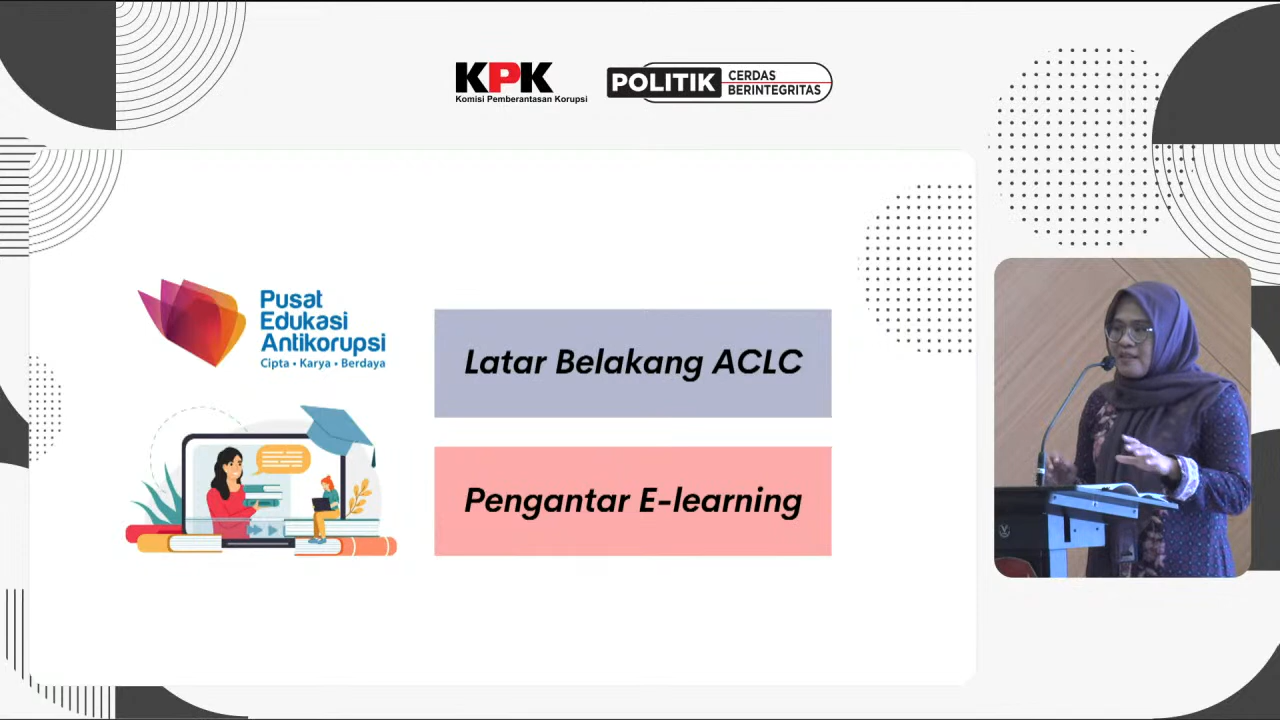 KPK
Komisi Pemberantasan Korupsi
POLITIK
CERDAS
BERINTEGRITAS
Pusat
Edukasi
Antikorupsi
Cipta • Karya • Berdaya
Latar Belakang ACLC
Pengantar E-learning